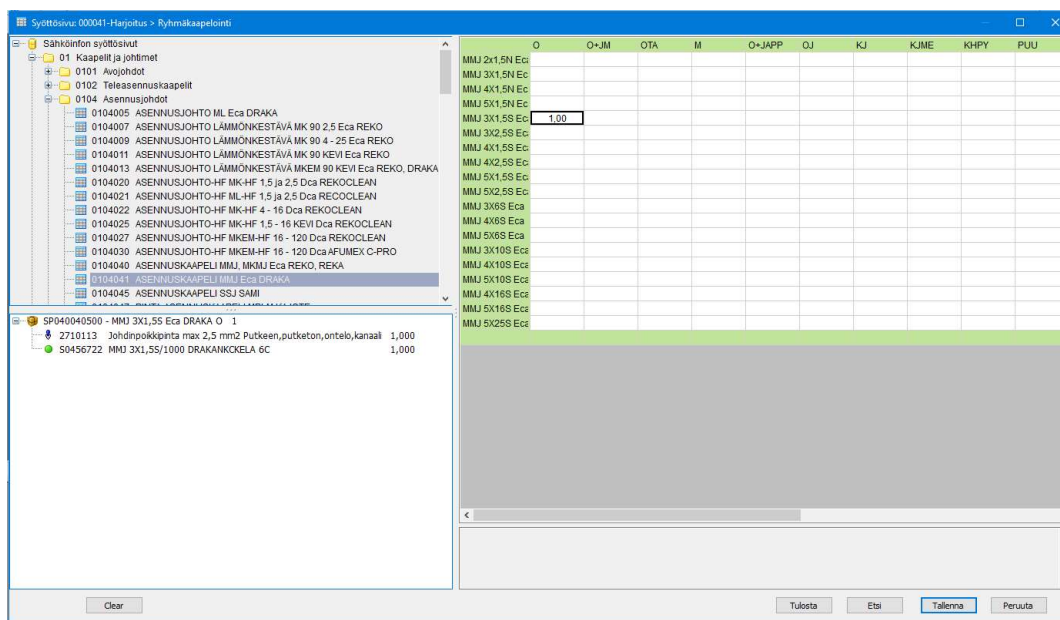 Syöttösivu: 000041-Harjoitus > Ryhmäkaapelointi
Sähköinfon syöttösivut
01 Kaapelit ja johtimet
0101 Avojohdot
0102 Teleasennuskaapelit
0104 Asennusjohdot
0104005 ASENNUSJOHTO ML Eca DRAKA
0104007 ASENNUSJOHTO LÄMMÖNKESTÄVÄ MK 90 2,5 Eca REKO
0104009 ASENNUSJOHTO LÄMMÖNKESTÄVÄ MK 90 4 - 25 Eca REKO
0104011 ASENNUSJOHTO LÄMMÖNKESTÄVÄ MK 90 KEVI Eca REKO
0104013 ASENNUSJOHTO LÄMMÖNKESTÄVÄ MKEM 90 KEVI Eca REKO, DRAKA
0104020 ASENNUSJOHTO-HF MK-HF 1,5 ja 2,5 Dca REKOCLEAN
0104021 ASENNUSJOHTO-HF ML-HF 1,5 ja 2,5 Dca RECOCLEAN
0104022 ASENNUSJOHTO-HF MK-HF 4 - 16 Dca REKOCLEAN
0104025 ASENNUSJOHTO-HF MK-HF 1,5 - 16 KEVI Dca REKOCLEAN
0104027 ASENNUSJOHTO-HF MKEM-HF 16 - 120 Dca REKOCLEAN
0104030 ASENNUSJOHTO-HF MKEM-HF 16 - 120 Dca AFUMEX C-PRO
0104040 ASENNUSKAAPELI MMJ, MKMJ Eca REKO, REKA
0104041 ASENNUSKAAPELI MMJ Eca DRAKA
0104045 ASENNUSKAAPELI SSJ SAMI
SP040040500 - MMJ 3X1,5S Eca DRAKA O 1
2710113 Johdinpoikkipinta max 2,5 mm2 Putkeen,putketon,ontelo,kanaali 1,000
S0456722 MMJ 3X1,5S/1000 DRAKANKCKELA 6C 1,000
O O+JM OTA M O+JAPP OJ KJ KJME KHPY PUU
MMJ 2x1,5N Eca
MMJ 3X1,5N Ec
MMJ 4X1,5N Ec
MMJ 5X1,5N Ec
MMJ 3X1,5S Ec 1,00
MMJ 3X2,5S Ec
MMJ 4X1,5S Ec
MMJ 4X2,5S Ec
MMJ 5X1,5S Ec
MMJ 5X2,5S Ec
MMJ 3X6S Eca
MMJ 4X6S Eca
MMJ 5X6S Eca
MMJ 3X10S Eca
MMJ 4X10S Eca
MMJ 5X10S Eca
MMJ 4X16S Eca
MMJ 5X16S Eca
MMJ 5X25S Eca
Clear Tulosta Etsi Tallenna Peruuta